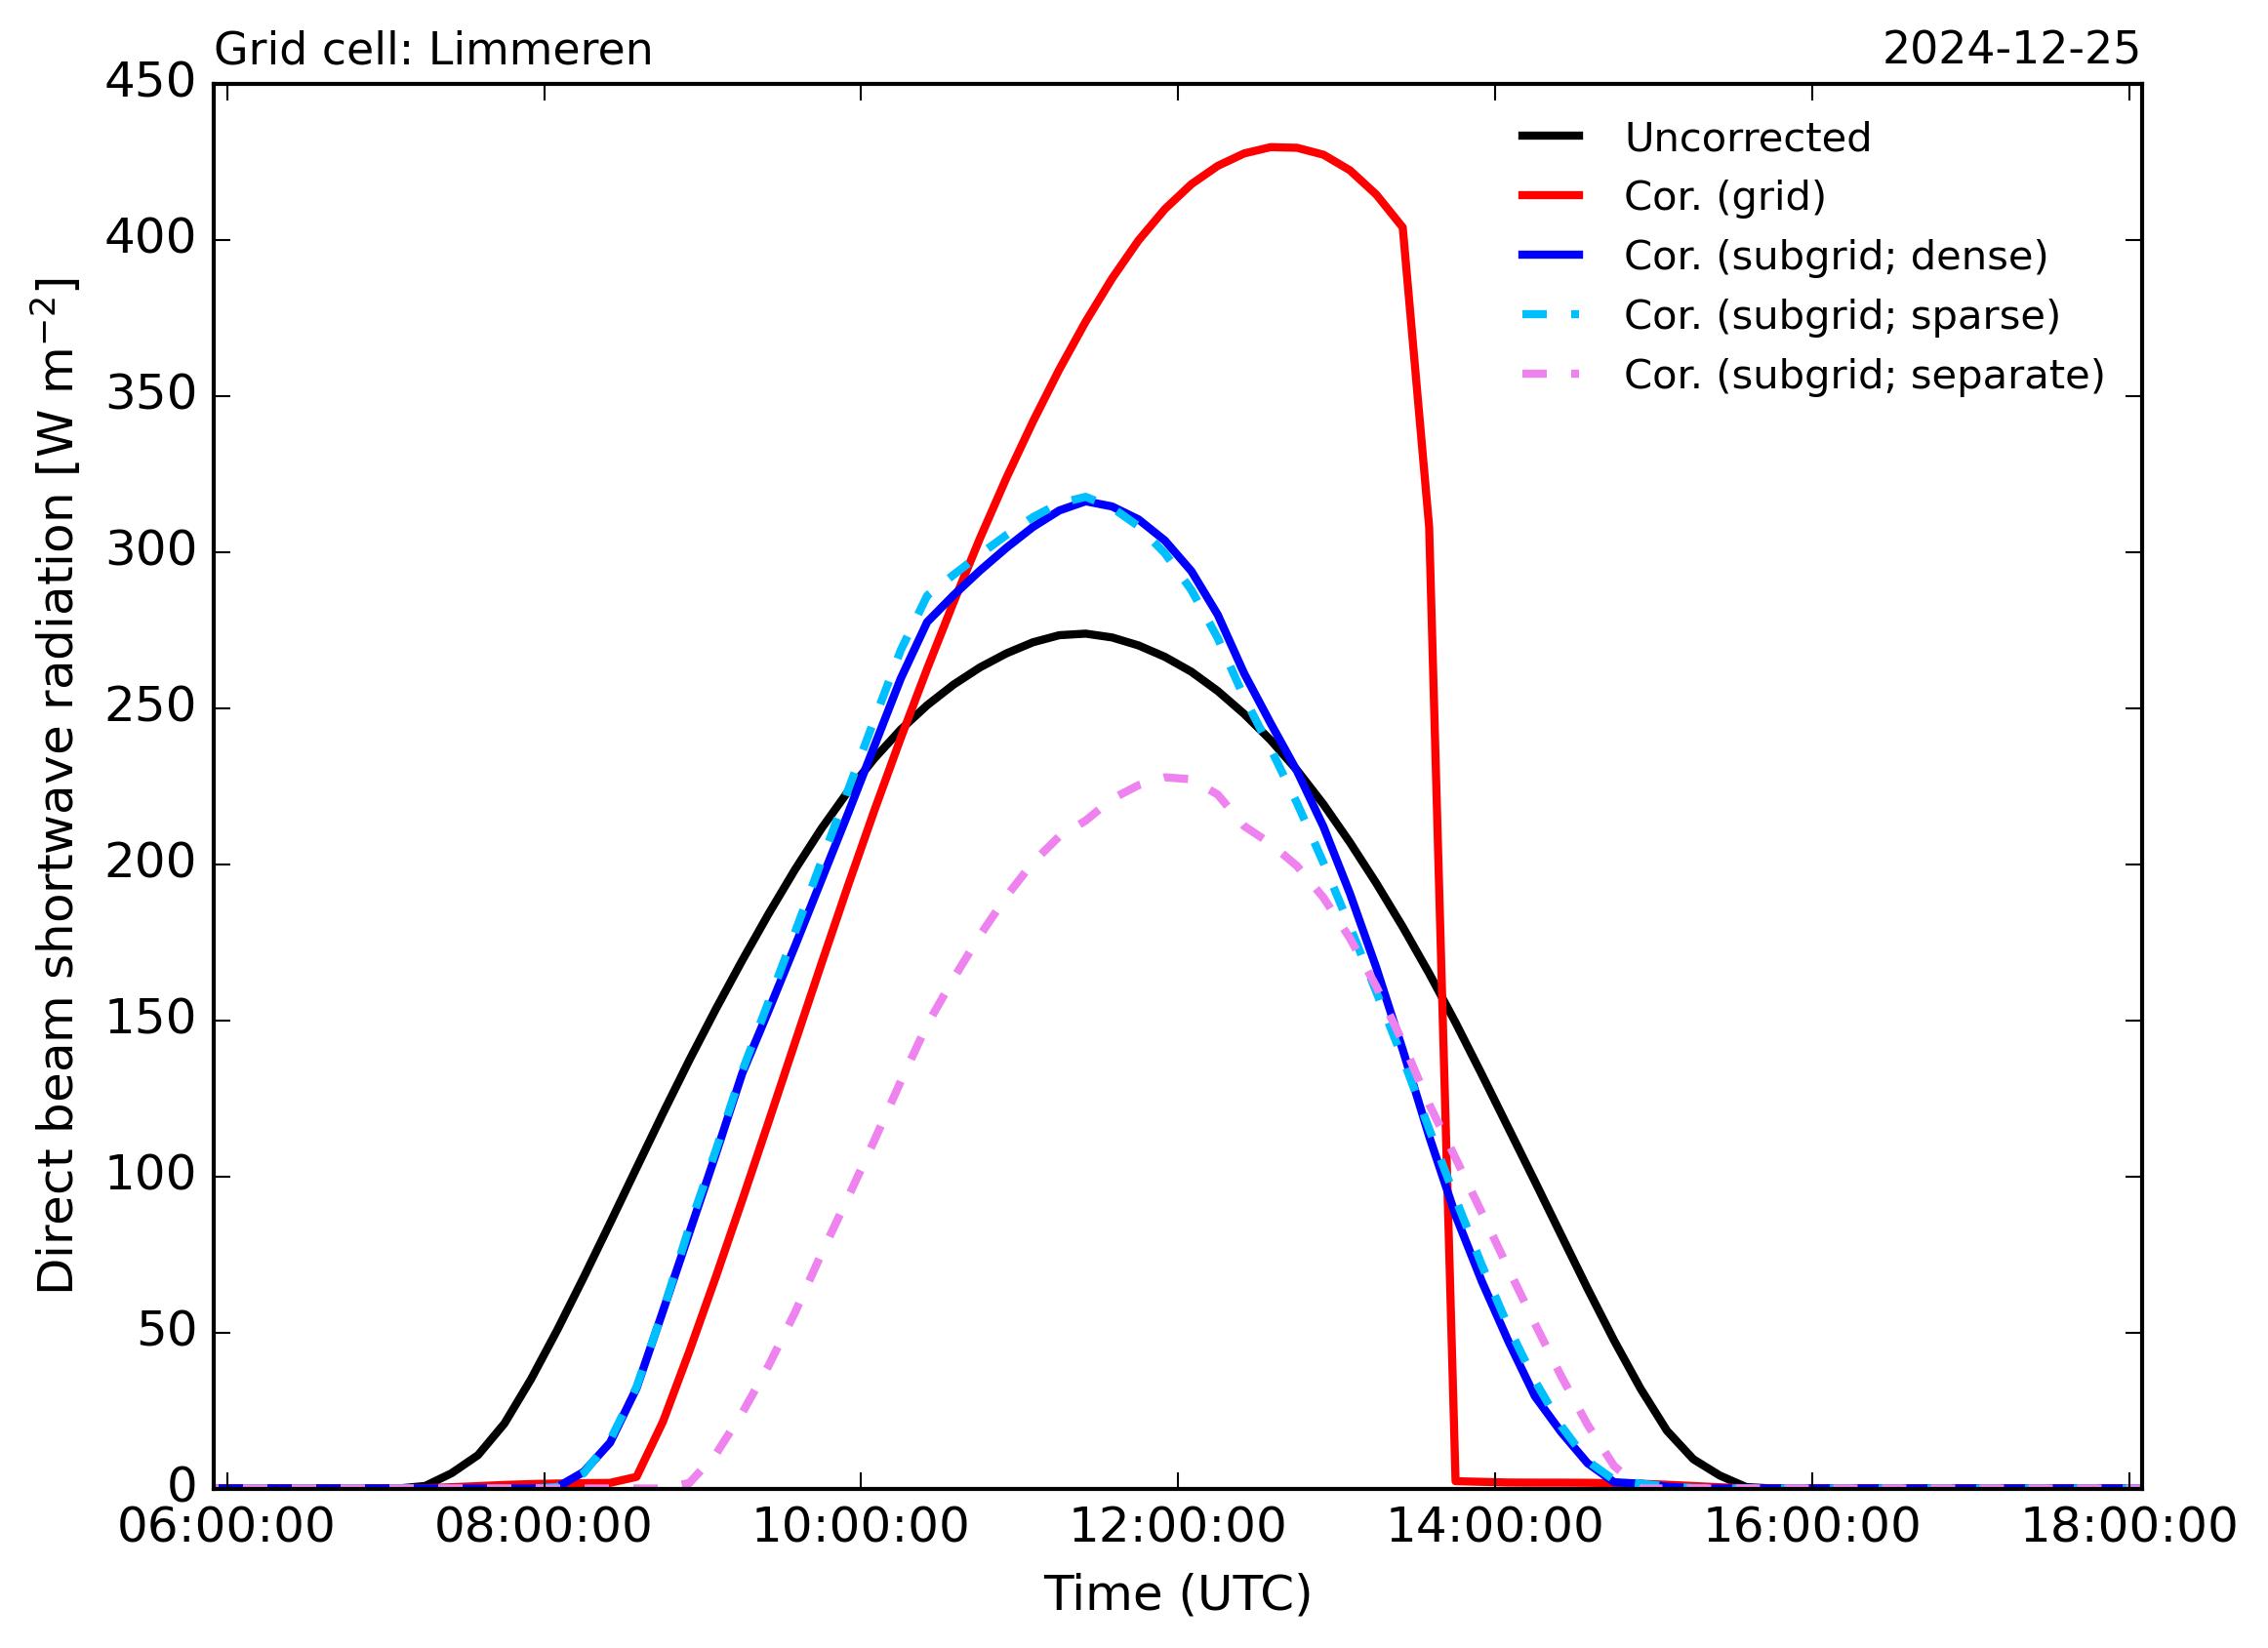 Grid cell: Limmeren
2024-12-25
450
400
350
300
250
200
150
100
50
0
Direct beam shortwave radiation [W m⁻²]
Uncorrected
Cor. (grid)
Cor. (subgrid; dense)
Cor. (subgrid; sparse)
Cor. (subgrid; separate)
06:00:00 08:00:00 10:00:00 12:00:00 14:00:00 16:00:00 18:00:00
Time (UTC)